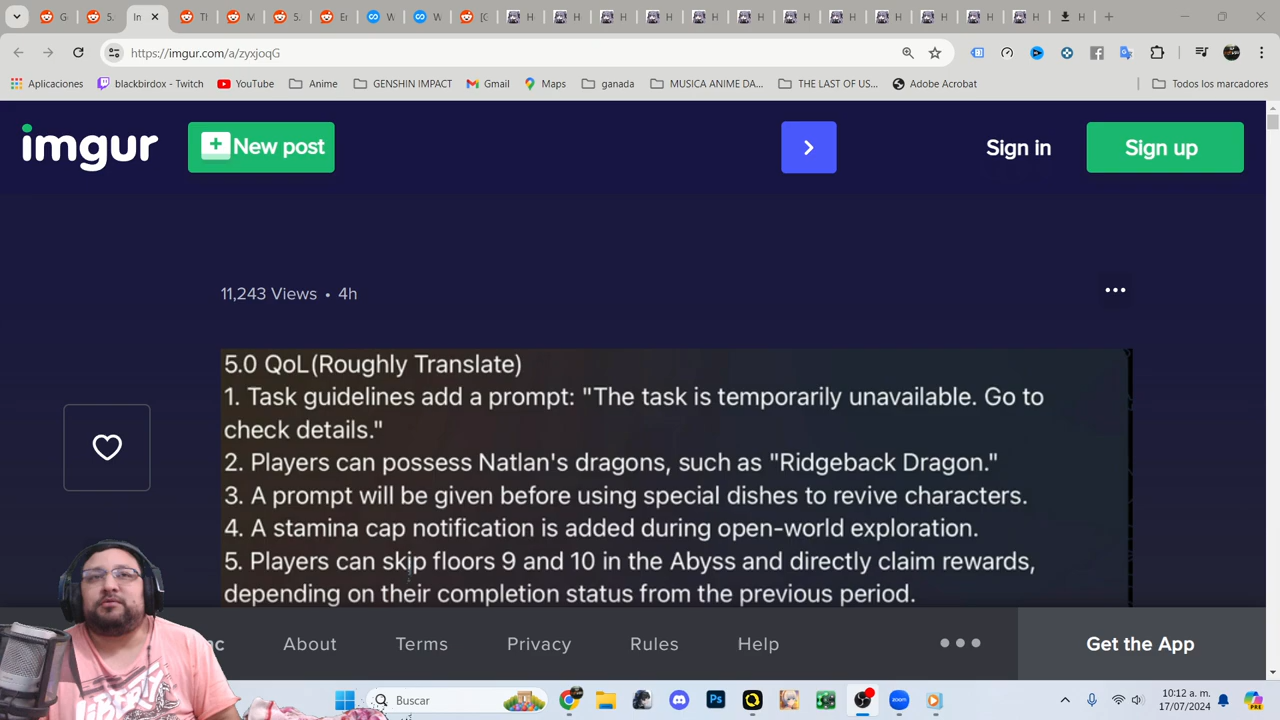 G
5.
In
Th
M
5.
Er
W
W
[C
H
H
H
H
H
H
H
H
H
H
H
H
H
https://imgur.com/a/zyxjoqG
Aplicaciones
blackbirdox - Twitch
YouTube
Anime
GENSHIN IMPACT
Gmail
Maps
ganada
MUSICA ANIME DA...
THE LAST OF US...
Adobe Acrobat
Todos los marcadores
imgur
New post
Sign in
Sign up
11,243 Views • 4h
5.0 QoL(Roughly Translate)
1. Task guidelines add a prompt: "The task is temporarily unavailable. Go to
check details."
2. Players can possess Natlan's dragons, such as "Ridgeback Dragon."
3. A prompt will be given before using special dishes to revive characters.
4. A stamina cap notification is added during open-world exploration.
5. Players can skip floors 9 and 10 in the Abyss and directly claim rewards,
depending on their completion status from the previous period.
nc
About
Terms
Privacy
Rules
Help
Get the App
Buscar
10:12 a. m.
17/07/2024